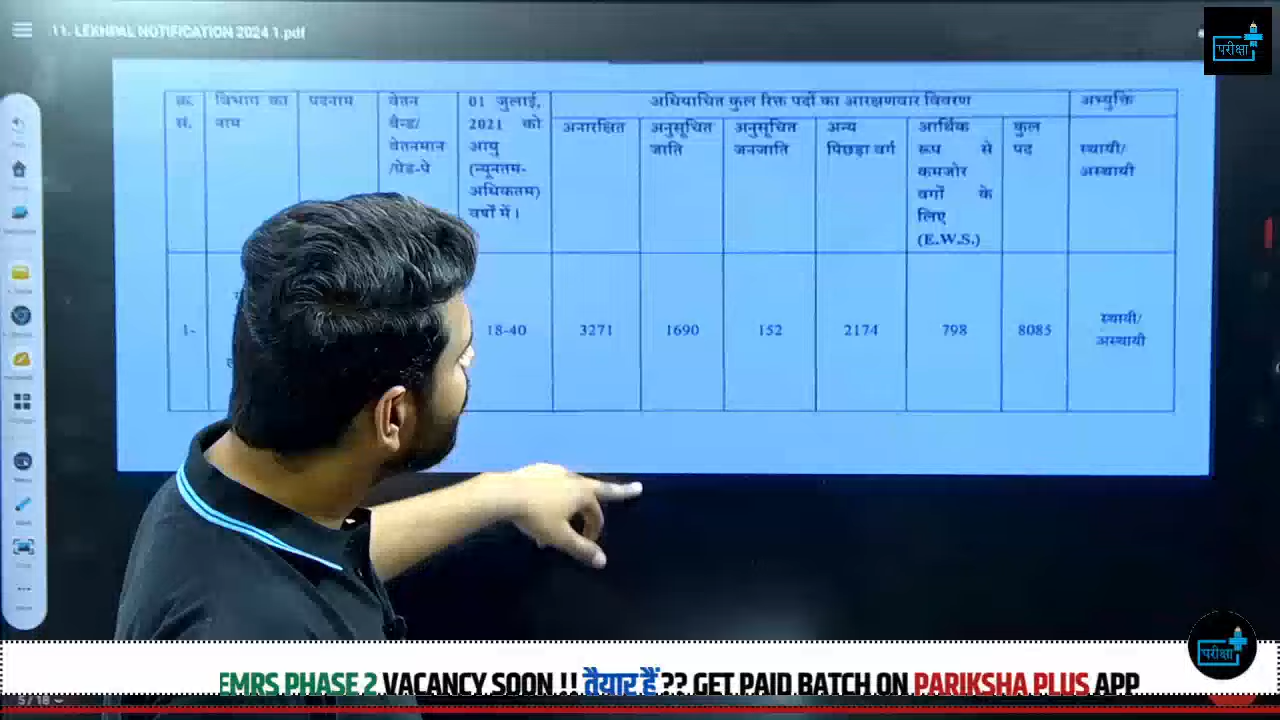 11. LEKHPAL NOTIFICATION 2024 1.pdf
परीक्षा
क्र. सं.
विभाग का नाम
पदनाम
वेतन बैन्ड/ वेतनमान /ग्रेड-पे
01 जुलाई, 2021 को आयु (न्यूनतम-अधिकतम) वर्षों में।
अधियाचित कुल रिक्त पदों का आरक्षणवार विवरण
अभ्युक्ति
अनारक्षित
अनुसूचित जाति
अनुसूचित जनजाति
अन्य पिछड़ा वर्ग
आर्थिक रूप से कमजोर वर्गों के लिए (E.W.S.)
कुल पद
स्थायी/ अस्थायी
1-
18-40
3271
1690
152
2174
798
8085
स्थायी/ अस्थायी
परीक्षा
EMRS PHASE 2 VACANCY SOON !! तैयार हैं ?? GET PAID BATCH ON PARIKSHA PLUS APP
5 / 18